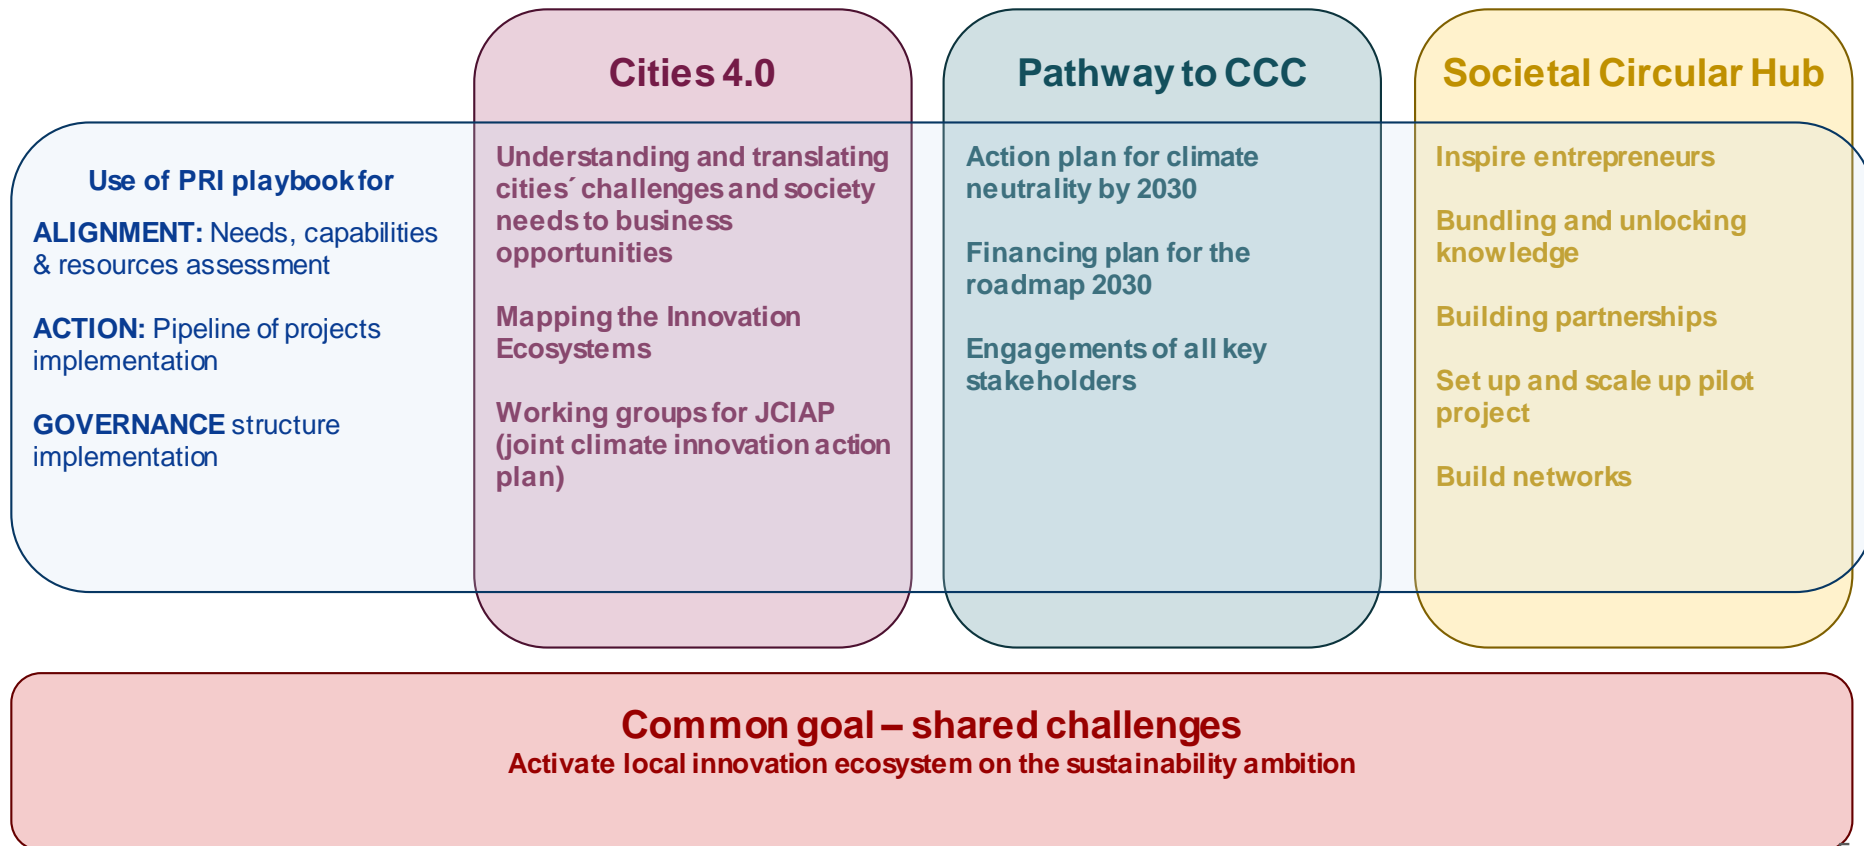 Cities 4.0
Pathway to CCC
Societal Circular Hub
Use of PRI playbook for
ALIGNMENT: Needs, capabilities
& resources assessment
ACTION: Pipeline of projects
implementation
GOVERNANCE structure
implementation
Understanding and translating
cities´ challenges and society
needs to business
opportunities
Mapping the Innovation
Ecosystems
Working groups for JCIAP
(joint climate innovation action
plan)
Action plan for climate
neutrality by 2030
Financing plan for the
roadmap 2030
Engagements of all key
stakeholders
Inspire entrepreneurs
Bundling and unlocking
knowledge
Building partnerships
Set up and scale up pilot
project
Build networks
Common goal – shared challenges
Activate local innovation ecosystem on the sustainability ambition